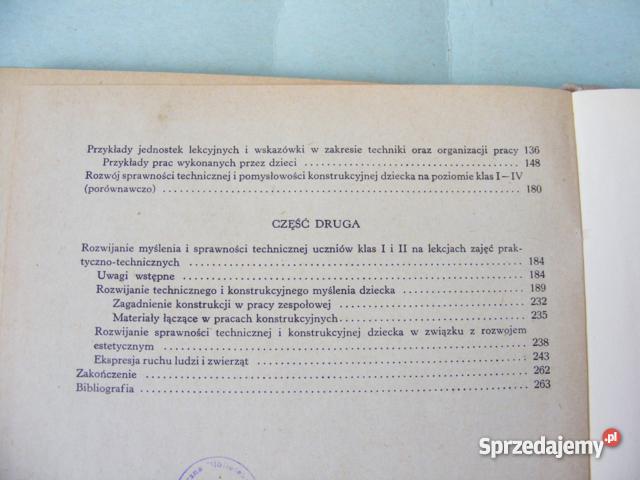 Przykłady jednostek lekcyjnych i wskazówki w zakresie techniki oraz organizacji pracy 136
Przykłady prac wykonanych przez dzieci . . . . . . . . . . . . . . . . . . . . 148
Rozwój sprawności technicznej i pomysłowości konstrukcyjnej dziecka na poziomie klas I—IV
(porównawczo) . . . . . . . . . . . . . . . . . . . . 180
CZĘŚĆ DRUGA
Rozwijanie myślenia i sprawności technicznej uczniów klas I i II na lekcjach zajęć prak-
tyczno-technicznych . . . . . . . . . . . . . . . . . . . . 184
Uwagi wstępne . . . . . . . . . . . . . . . . . . . . 184
Rozwijanie technicznego i konstrukcyjnego myślenia dziecka . . . . . . . . . . 189
Zagadnienie konstrukcji w pracy zespołowej . . . . . . . . . . . . . . . 232
Materiały łączące w pracach konstrukcyjnych . . . . . . . . . . . . . . . 235
Rozwijanie sprawności technicznej i konstrukcyjnej dziecka w związku z rozwojem
estetycznym . . . . . . . . . . . . . . . . . . . . 238
Ekspresja ruchu ludzi i zwierząt . . . . . . . . . . . . . . . . . . . . 243
Zakończenie . . . . . . . . . . . . . . . . . . . . 262
Bibliografia . . . . . . . . . . . . . . . . . . . . 263
Sprzedajemy.pl